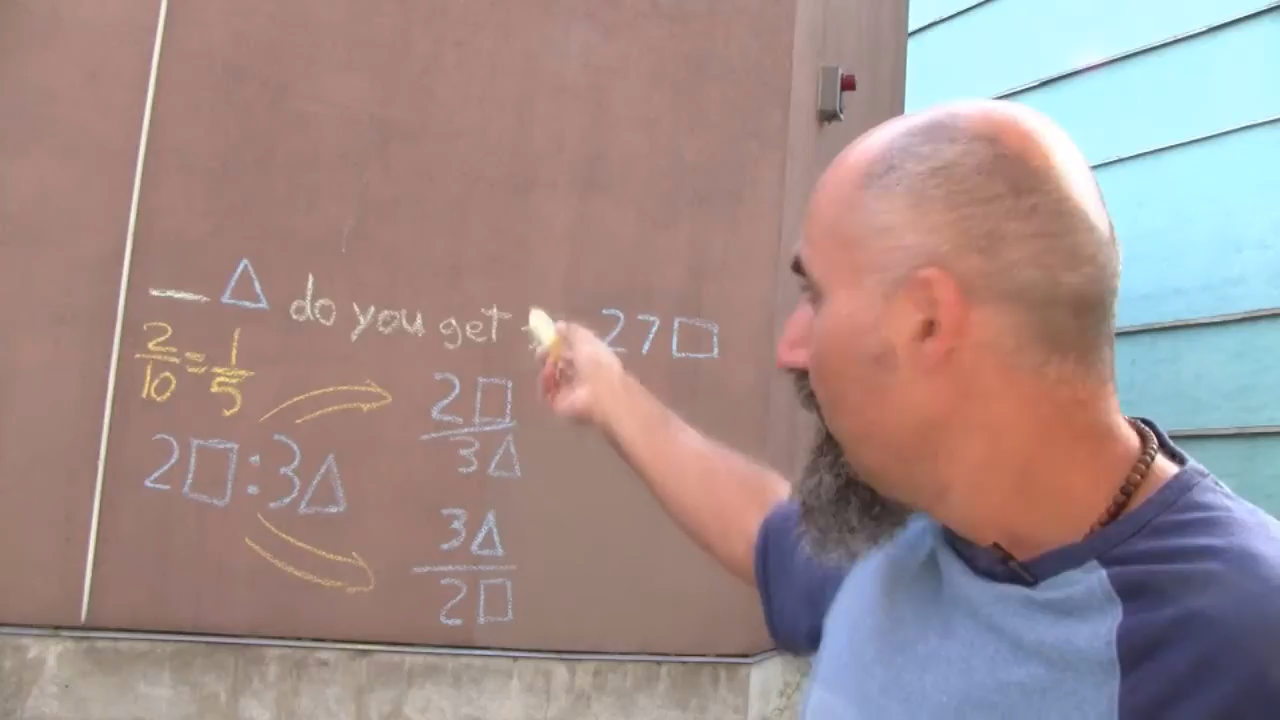 — △ do you get 27 □
2/10 = 1/5
2□ : 3△
2□/3△
3△/2□